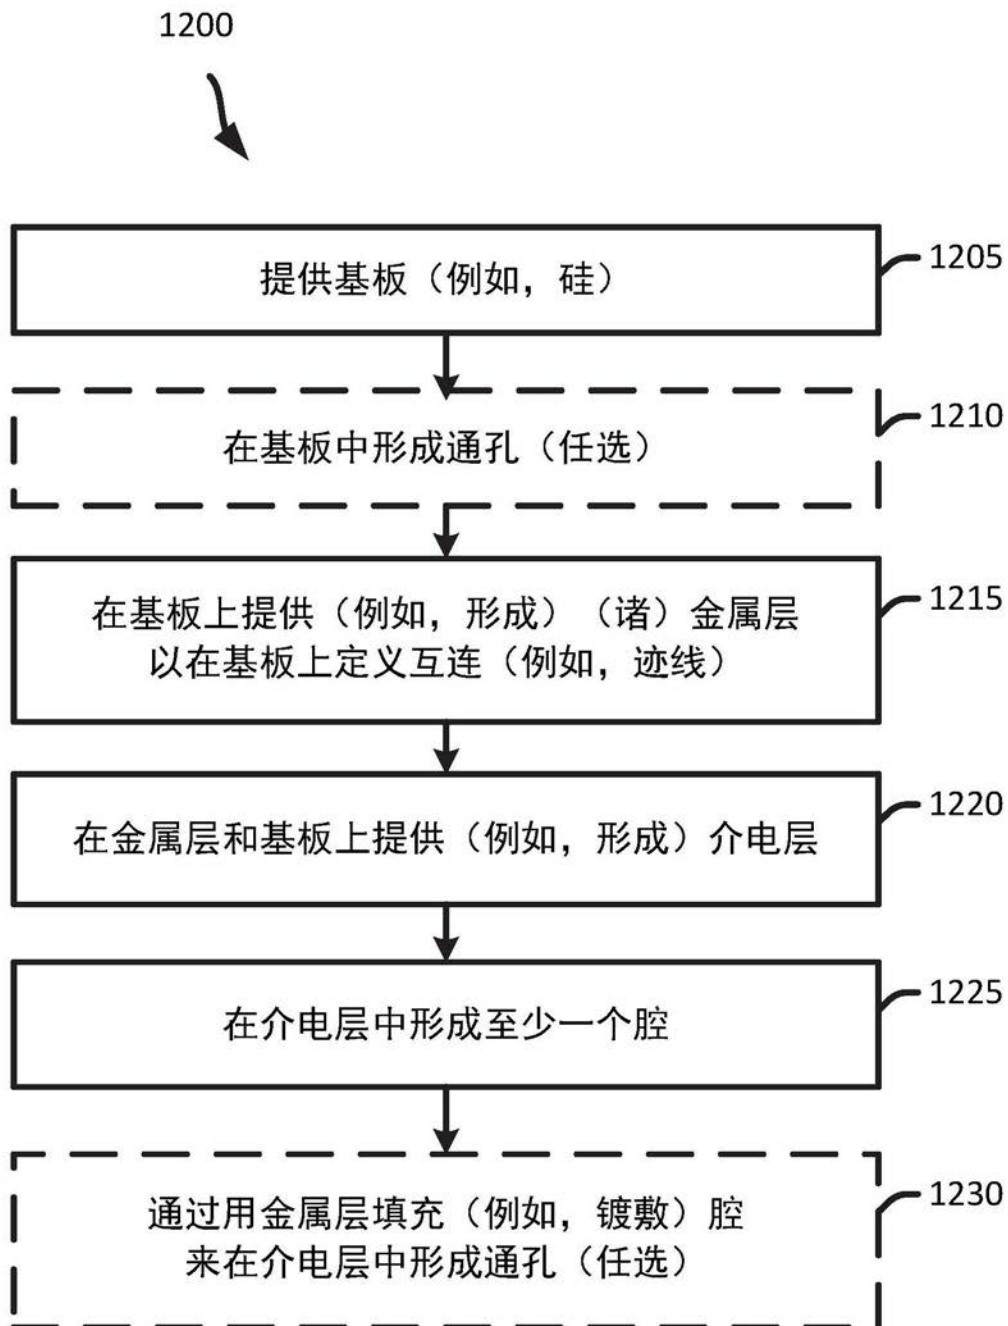 1200
提供基板（例如，硅）
1205
在基板中形成通孔（任选）
1210
在基板上提供（例如，形成）（诸）金属层
以在基板上定义互连（例如，迹线）
1215
在金属层和基板上提供（例如，形成）介电层
1220
在介电层中形成至少一个腔
1225
通过用金属层填充（例如，镀敷）腔
来在介电层中形成通孔（任选）
1230